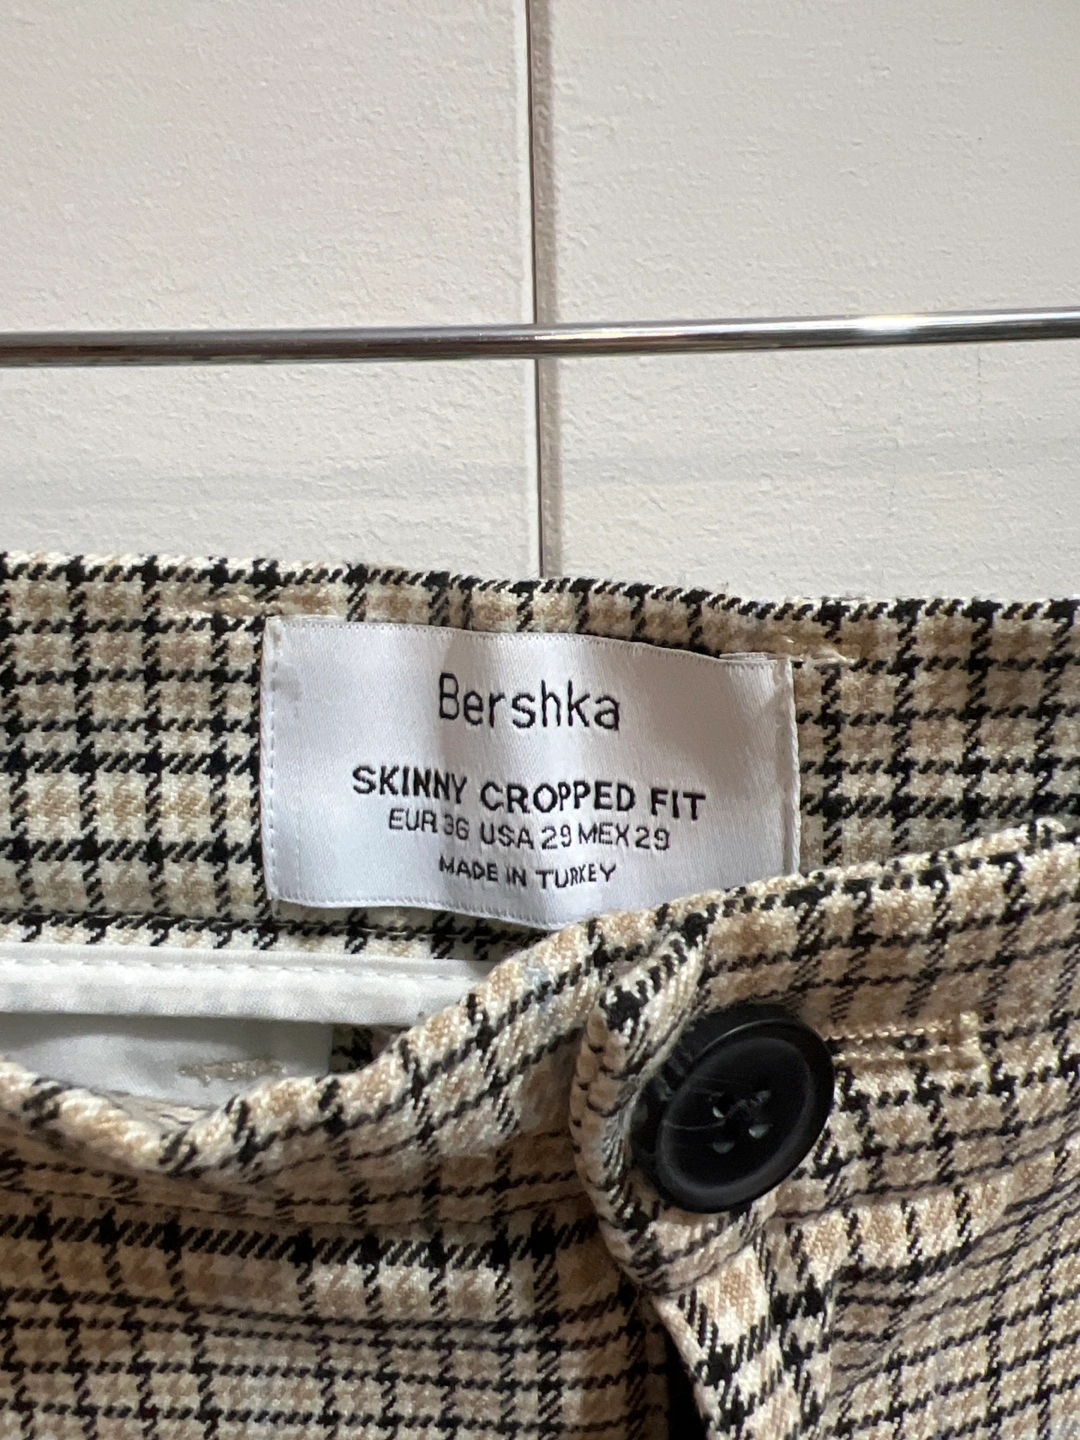 Bershka
SKINNY CROPPED FIT
EUR 36 USA 29 MEX 29
MADE IN TURKEY